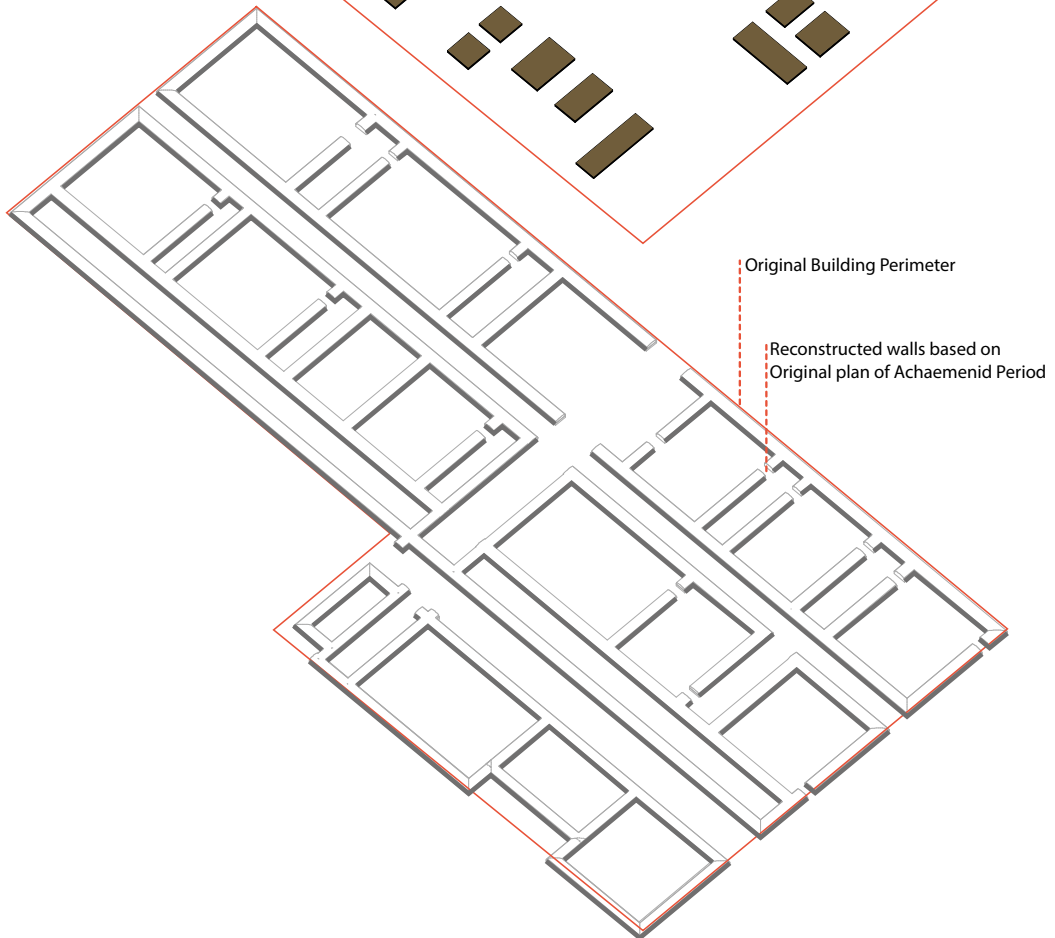 Original Building Perimeter
Reconstructed walls based on
Original plan of Achaemenid Period